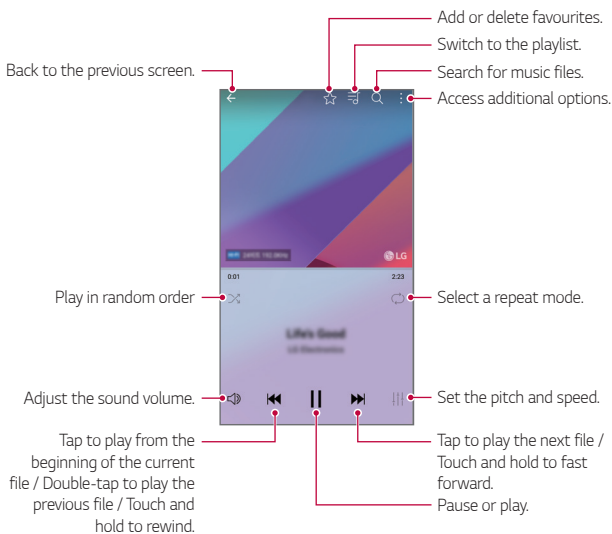 Add or delete favourites.
Switch to the playlist.
Back to the previous screen.
Search for music files.
Access additional options.
LG
0:01
2:23
Play in random order
Select a repeat mode.
Life's Good
LG Electronics
Adjust the sound volume.
Set the pitch and speed.
Tap to play from the
beginning of the current
file / Double-tap to play the
previous file / Touch and
hold to rewind.
Tap to play the next file /
Touch and hold to fast
forward.
Pause or play.